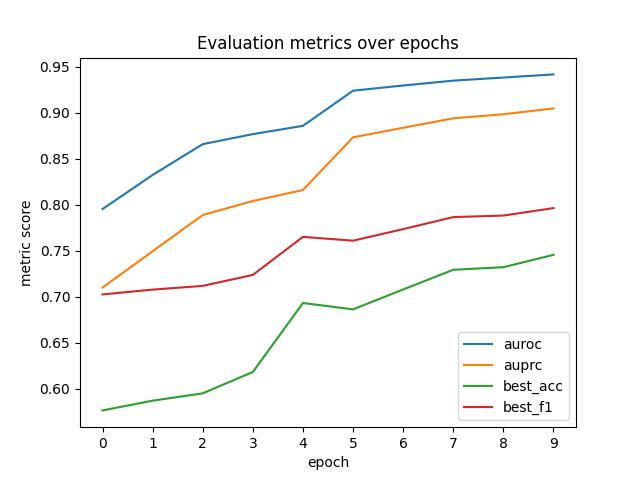 Evaluation metrics over epochs
metric score
0.95
0.90
0.85
0.80
0.75
0.70
0.65
0.60
auroc
auprc
best_acc
best_f1
0 1 2 3 4 5 6 7 8 9
epoch